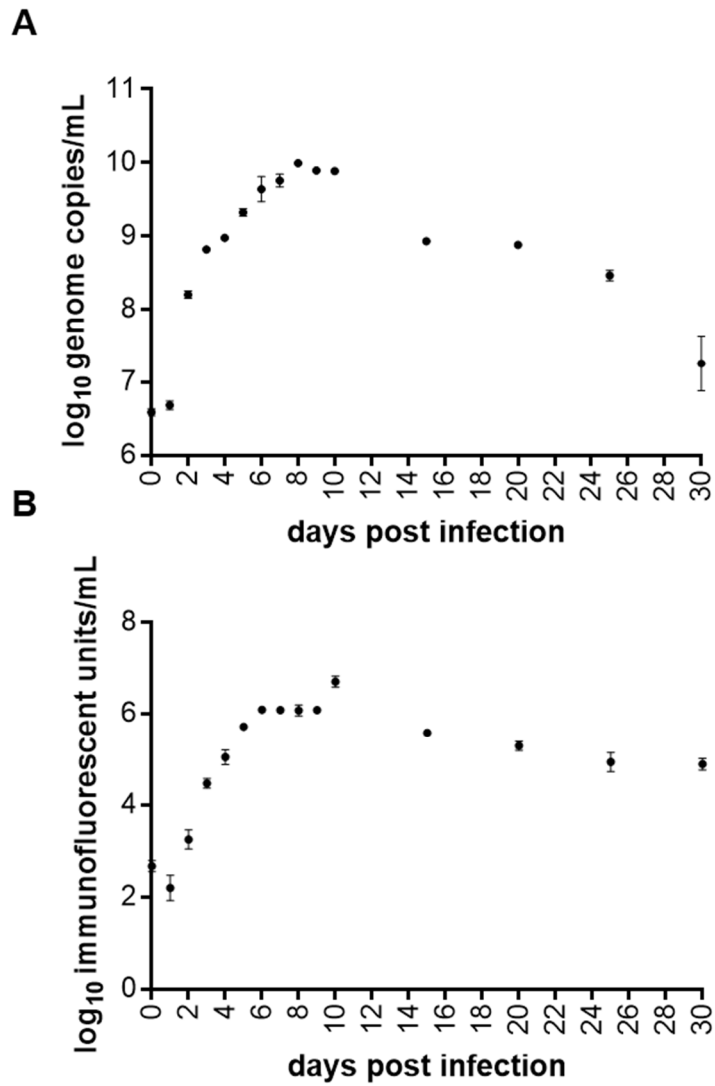 A
log10 genome copies/mL
11
10
9
8
7
6
0 2 4 6 8 10 12 14 16 18 20 22 24 26 28 30
days post infection
B
log10 immunofluorescent units/mL
8
6
4
2
0
0 2 4 6 8 10 12 14 16 18 20 22 24 26 28 30
days post infection